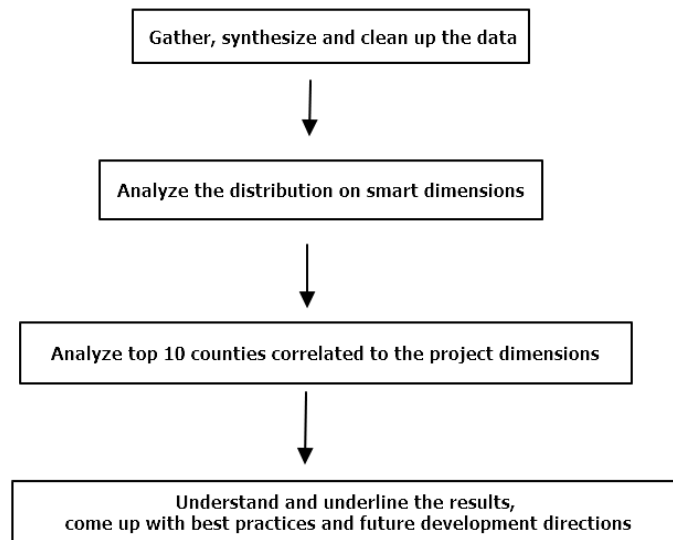 Gather, synthesize and clean up the data
Analyze the distribution on smart dimensions
Analyze top 10 counties correlated to the project dimensions
Understand and underline the results,
come up with best practices and future development directions